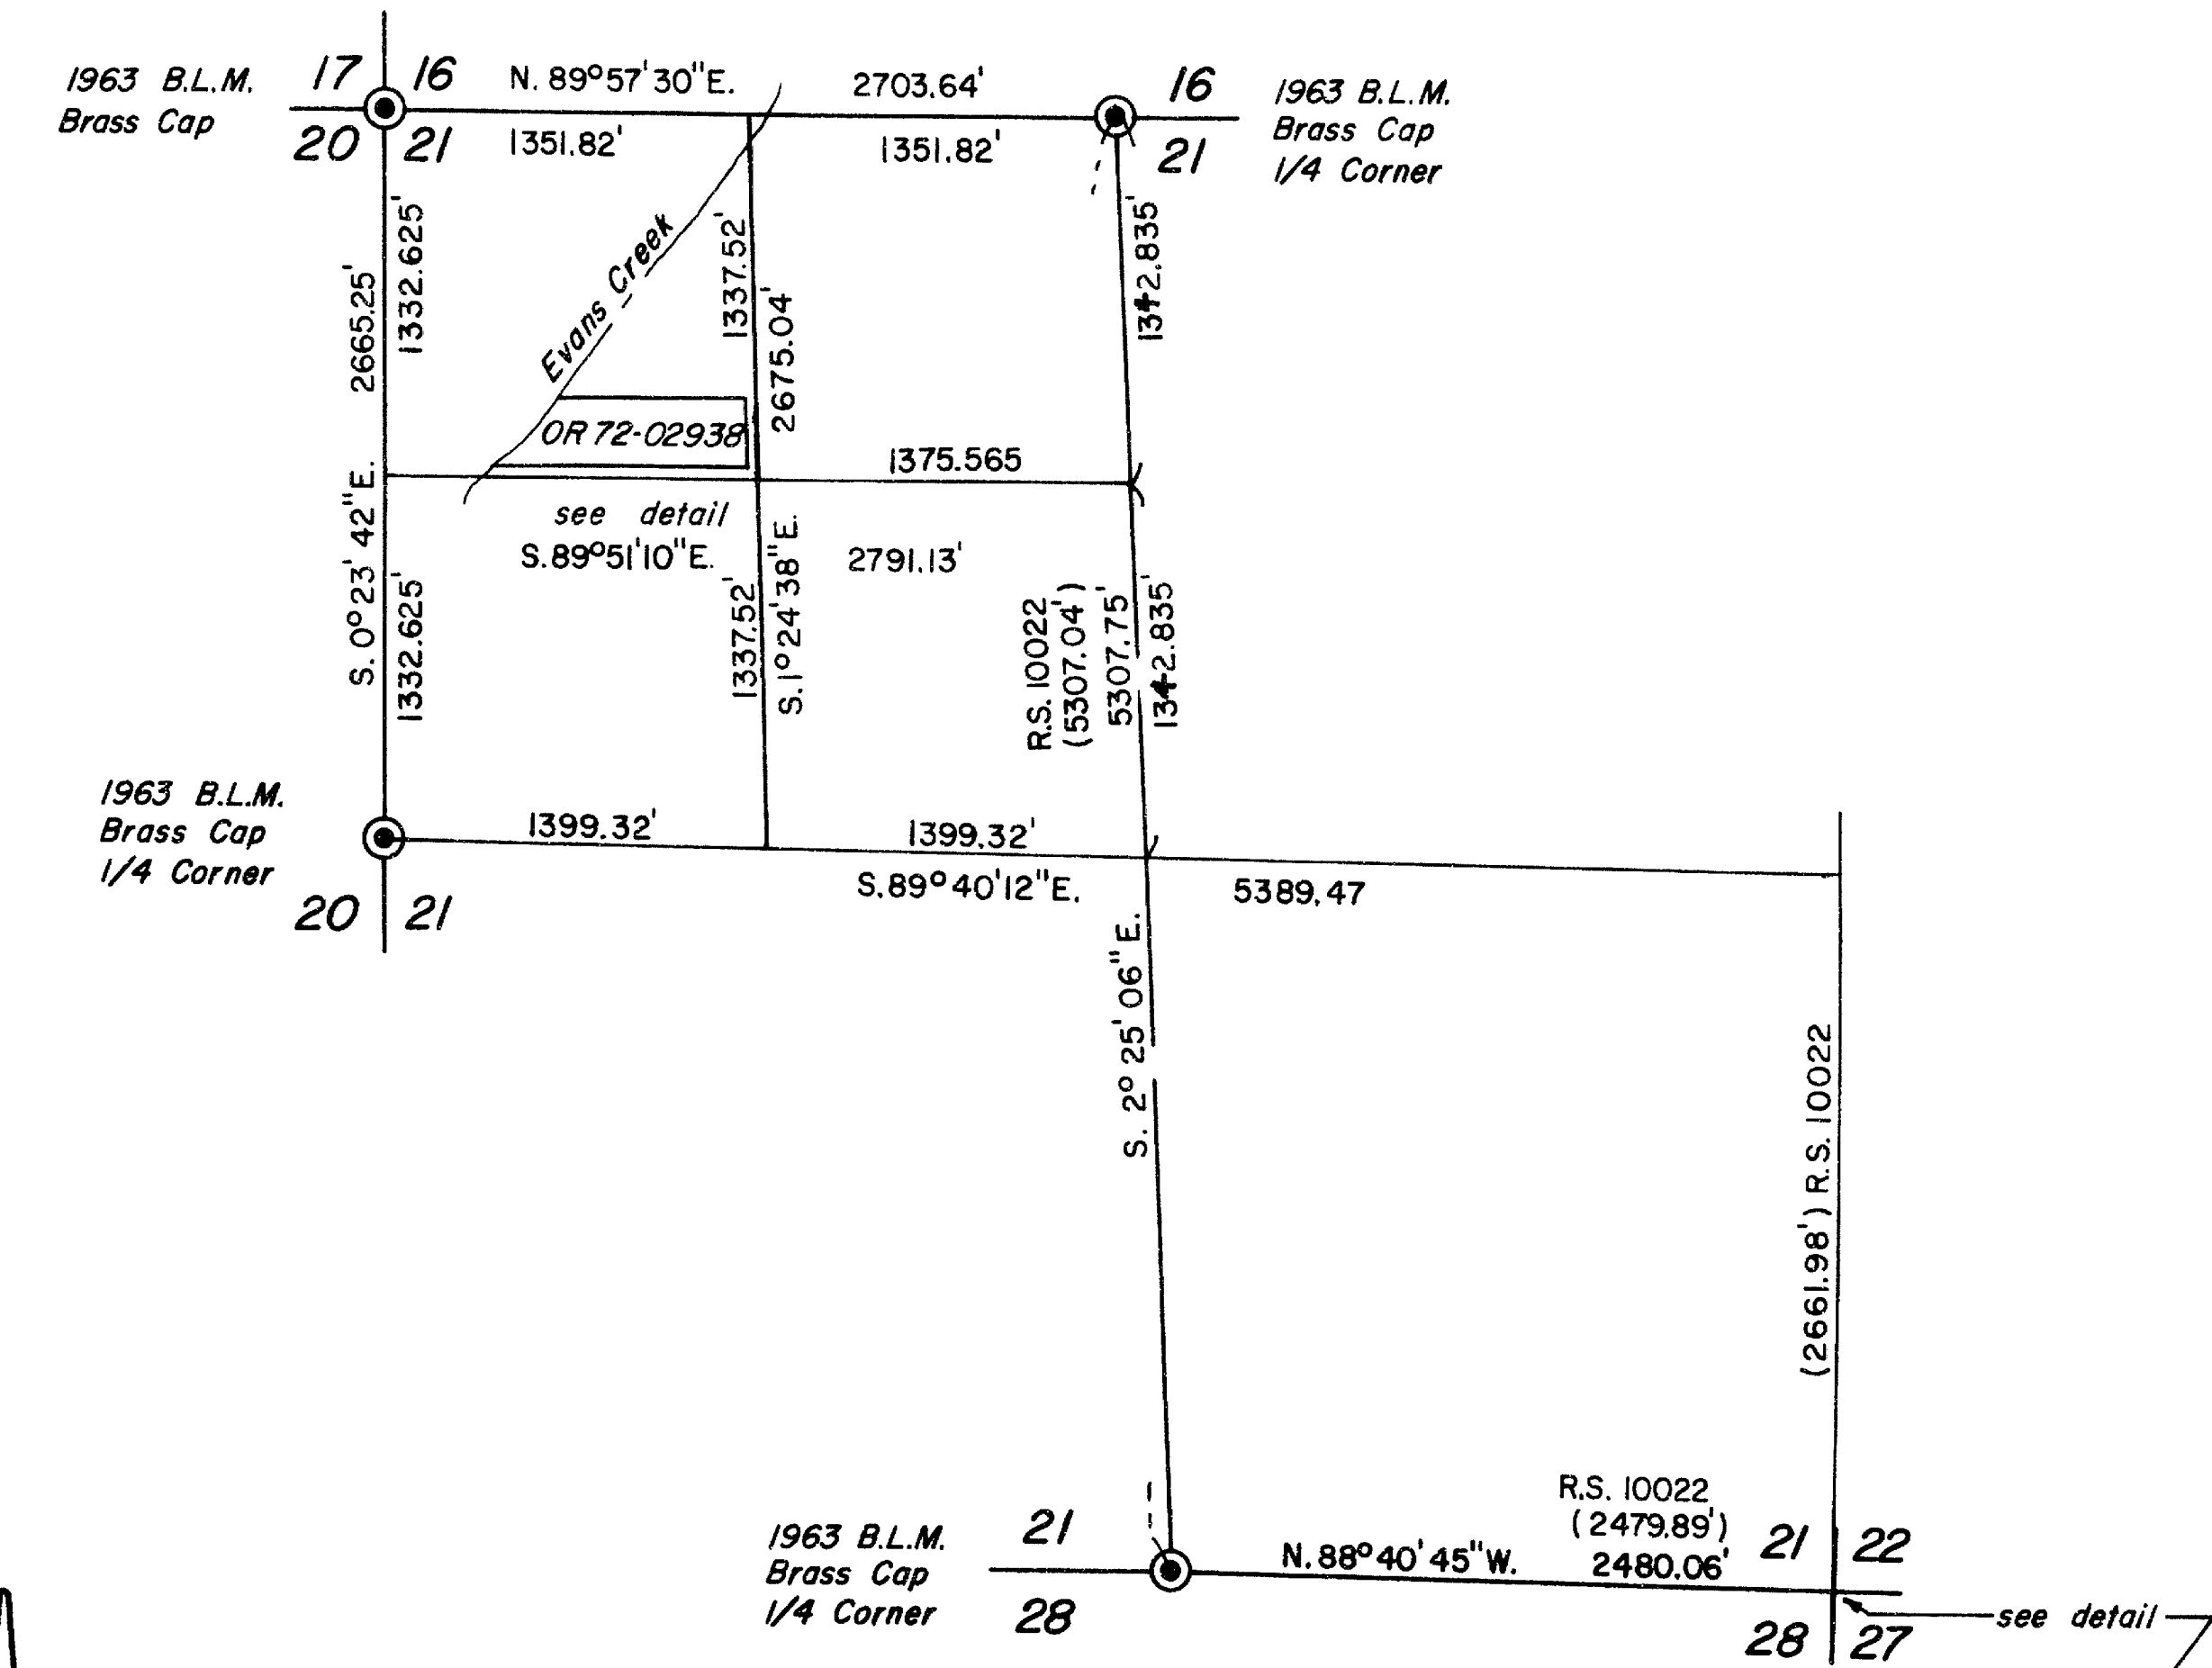 1963 B.L.M.
Brass Cap
17 16
20 21
N. 89°57'30"E. 2703.64'
1351.82' 1351.82'
16
21
1963 B.L.M.
Brass Cap
1/4 Corner
S. 0°23' 42"E. 2665.25'
1332.625'
1332.625'
Evans Creek
1337.52'
2675.04'
1342.835'
OR 72-02938
1375.565
see detail
S.89°51'10"E. 2791.13'
1337.52'
S.1°24'38"E.
R.S. 10022
(5307.04')
5307.75'
1342.835'
1963 B.L.M.
Brass Cap
1/4 Corner
20 21
1399.32' 1399.32'
S.89°40'12"E. 5389.47
S. 2° 25' 06" E.
(2661.98') R.S. 10022
1963 B.L.M.
Brass Cap
1/4 Corner
21
28
N.88°40'45"W.
R.S. 10022
(2479.89')
2480.06'
21 22
28 27
see detail